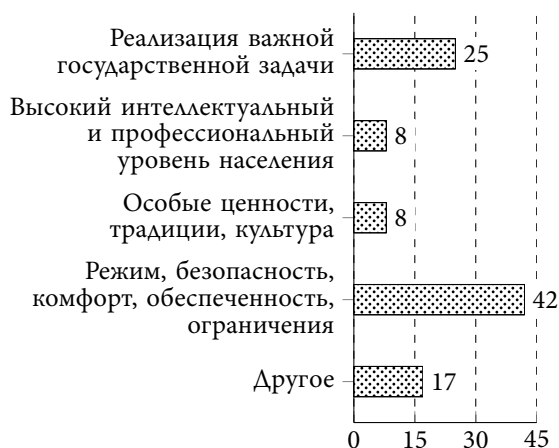 Реализация важной
государственной задачи
25
Высокий интеллектуальный
и профессиональный
уровень населения
8
Особые ценности,
традиции, культура
8
Режим, безопасность,
комфорт, обеспеченность,
ограничения
42
Другое
17
0 15 30 45